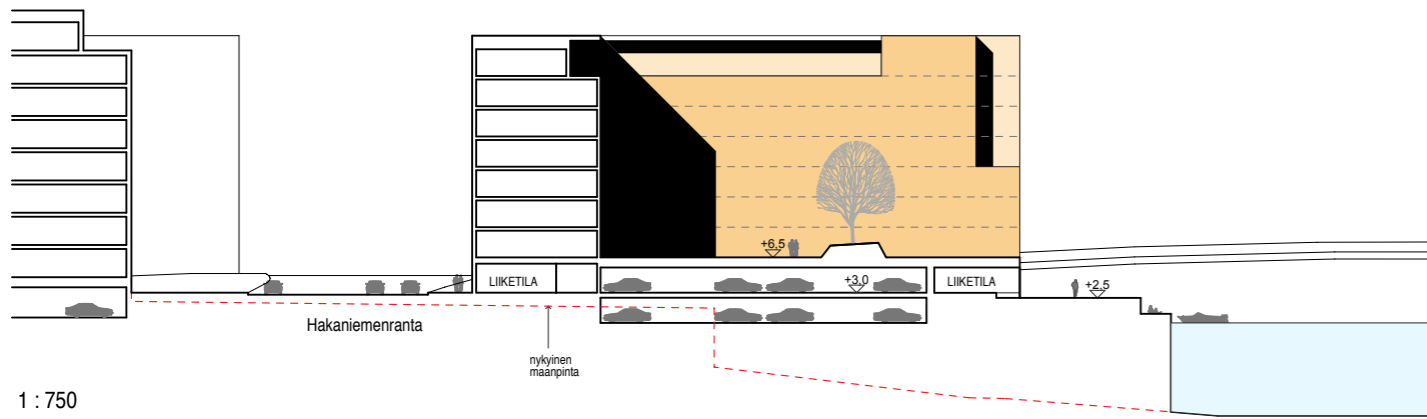 +6,5
LIIKETILA
+3,0
LIIKETILA
+2,5
Hakaniemenranta
nykyinen
maanpinta
1 : 750